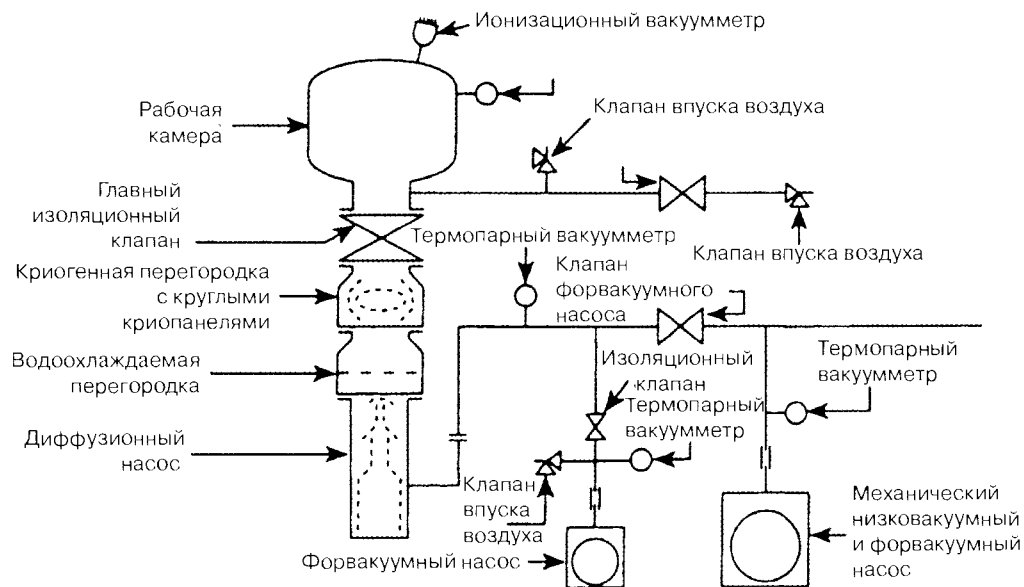 Ионизационный вакуумметр
Рабочая
камера
Клапан впуска воздуха
Главный
изоляционный
клапан
Термопарный вакуумметр
Клапан впуска воздуха
Криогенная перегородка
с круглыми
криопанелями
Клапан
форвакуумного
насоса
Водоохлаждаемая
перегородка
Изоляционный
клапан
Термопарный
вакуумметр
Термопарный
вакуумметр
Диффузионный
насос
Клапан
впуска
воздуха
Форвакуумный насос
Механический
низковакуумный
и форвакуумный
насос